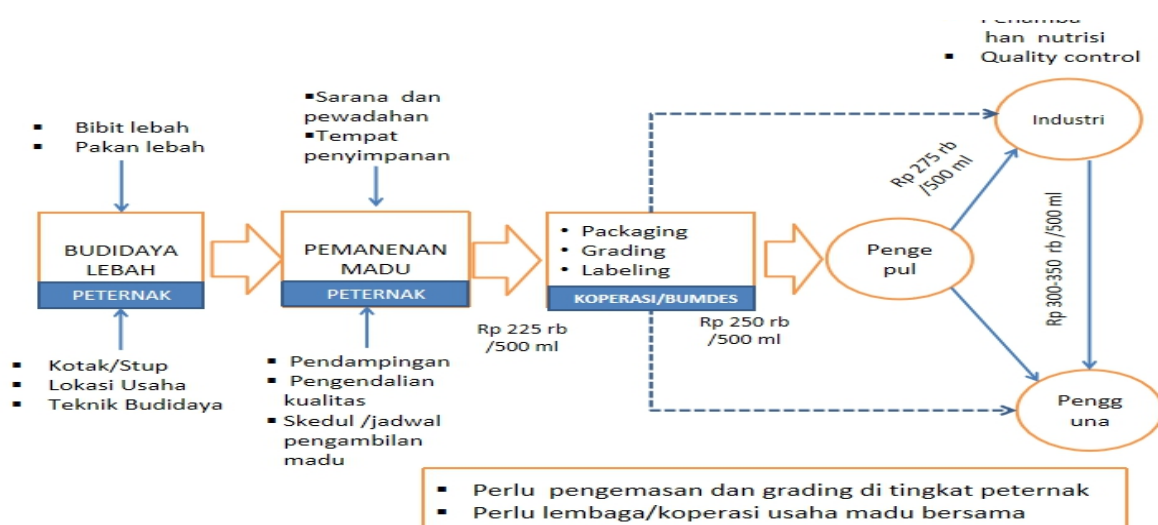 han nutrisi
▪ Quality control
▪ Bibit lebah
▪ Pakan lebah
▪Sarana dan
pewadahan
▪Tempat
penyimpanan
BUDIDAYA
LEBAH
PETERNAK
PEMANENAN
MADU
PETERNAK
• Packaging
• Grading
• Labeling
KOPERASI/BUMDES
Penge
pul
Industri
Pengg
una
Rp 225 rb
/500 ml
Rp 250 rb
/500 ml
Rp 275 rb
/500 ml
Rp 300-350 rb /500 ml
▪ Kotak/Stup
▪ Lokasi Usaha
▪ Teknik Budidaya
▪ Pendampingan
▪ Pengendalian
kualitas
▪ Skedul /jadwal
pengambilan
madu
▪ Perlu pengemasan dan grading di tingkat peternak
▪ Perlu lembaga/koperasi usaha madu bersama